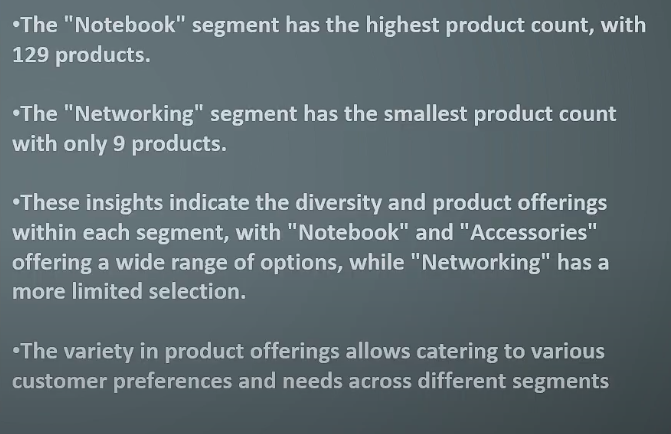 •The "Notebook" segment has the highest product count, with
129 products.
•The "Networking" segment has the smallest product count
with only 9 products.
•These insights indicate the diversity and product offerings
within each segment, with "Notebook" and "Accessories"
offering a wide range of options, while "Networking" has a
more limited selection.
•The variety in product offerings allows catering to various
customer preferences and needs across different segments